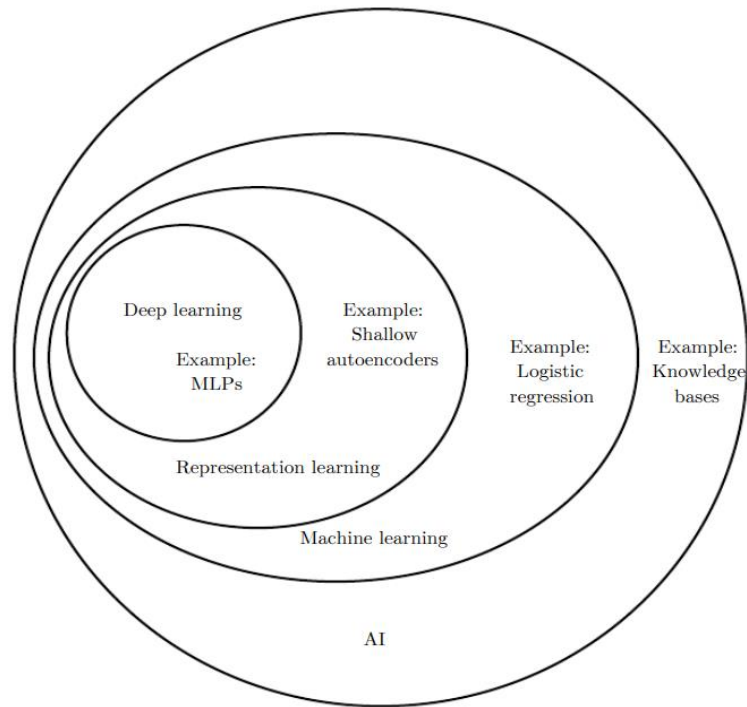 Deep learning
Example:
MLPs
Example:
Shallow
autoencoders
Example:
Logistic
regression
Example:
Knowledge
bases
Representation learning
Machine learning
AI